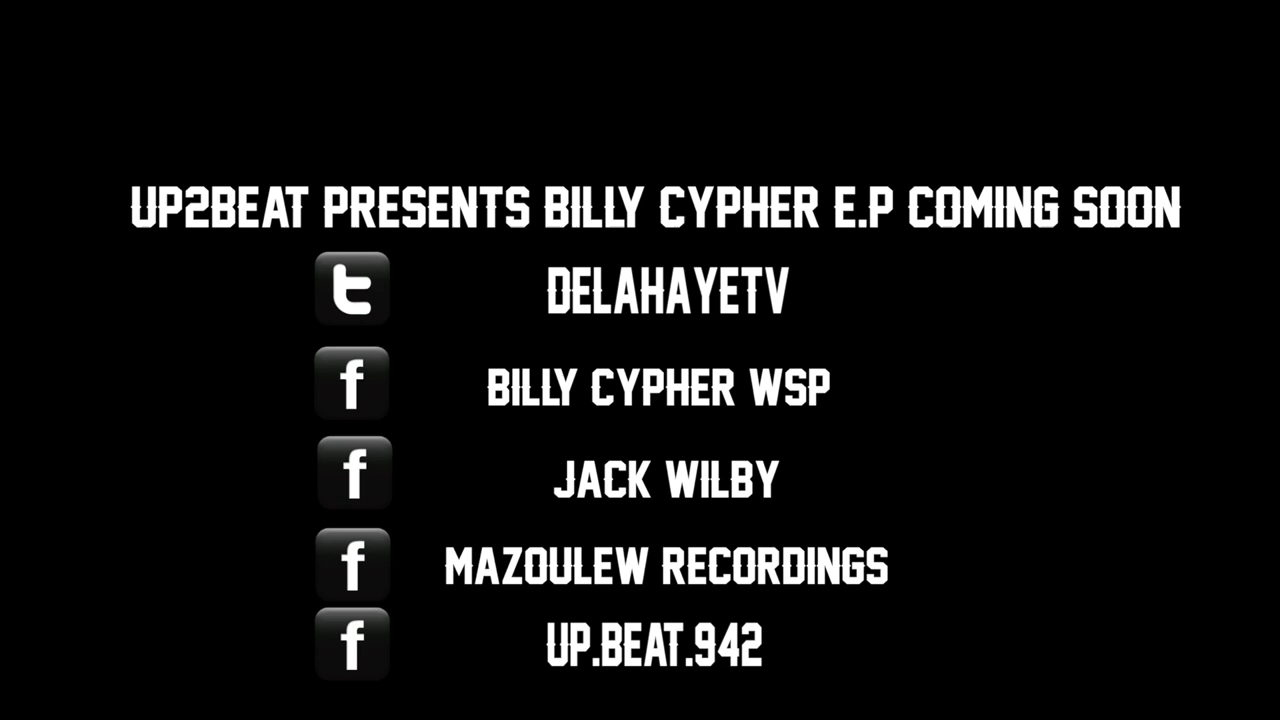 UP2BEAT PRESENTS BILLY CYPHER E.P COMING SOON
t DELAHAYETV
f BILLY CYPHER WSP
f JACK WILBY
f MAZOULEW RECORDINGS
f UP.BEAT.942